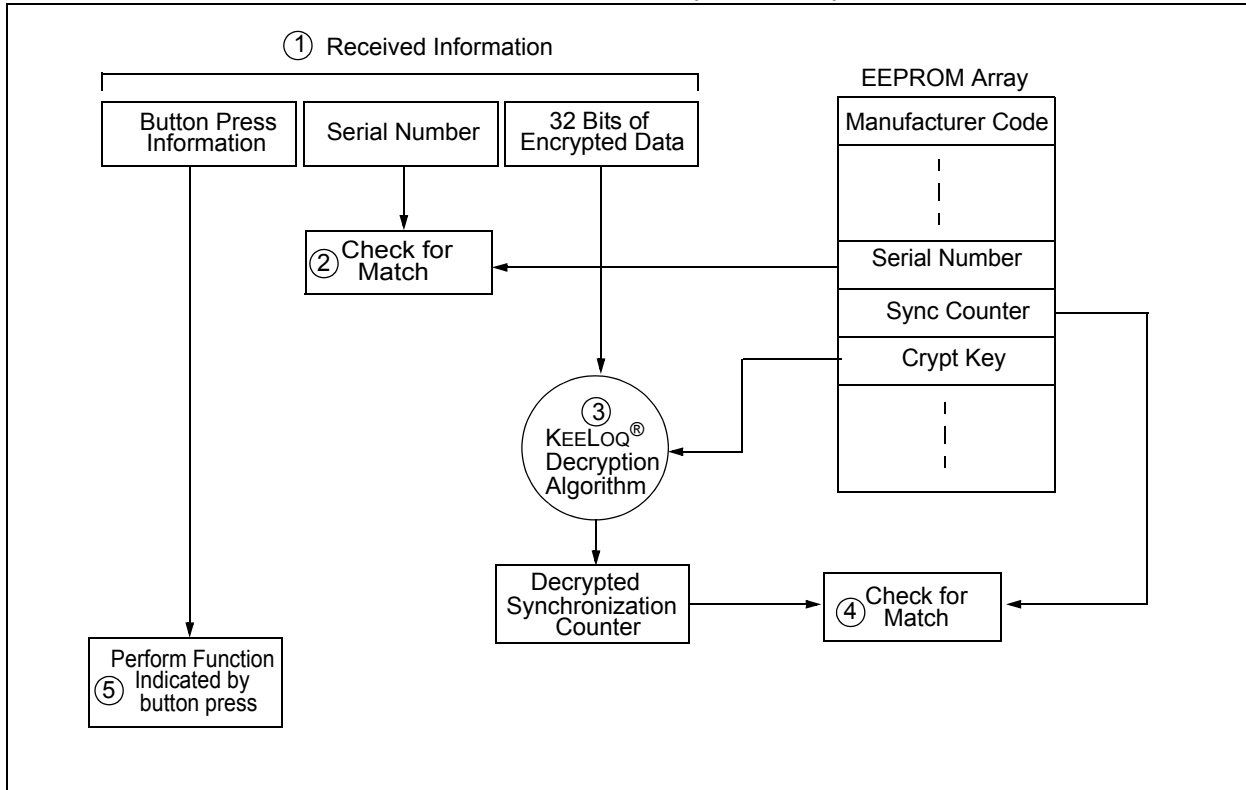 ① Received Information
Button Press
Information
Serial Number
32 Bits of
Encrypted Data
EEPROM Array
Manufacturer Code
Serial Number
Sync Counter
Crypt Key
② Check for
Match
③
KEELOQ®
Decryption
Algorithm
Decrypted
Synchronization
Counter
④ Check for
Match
Perform Function
⑤ Indicated by
button press